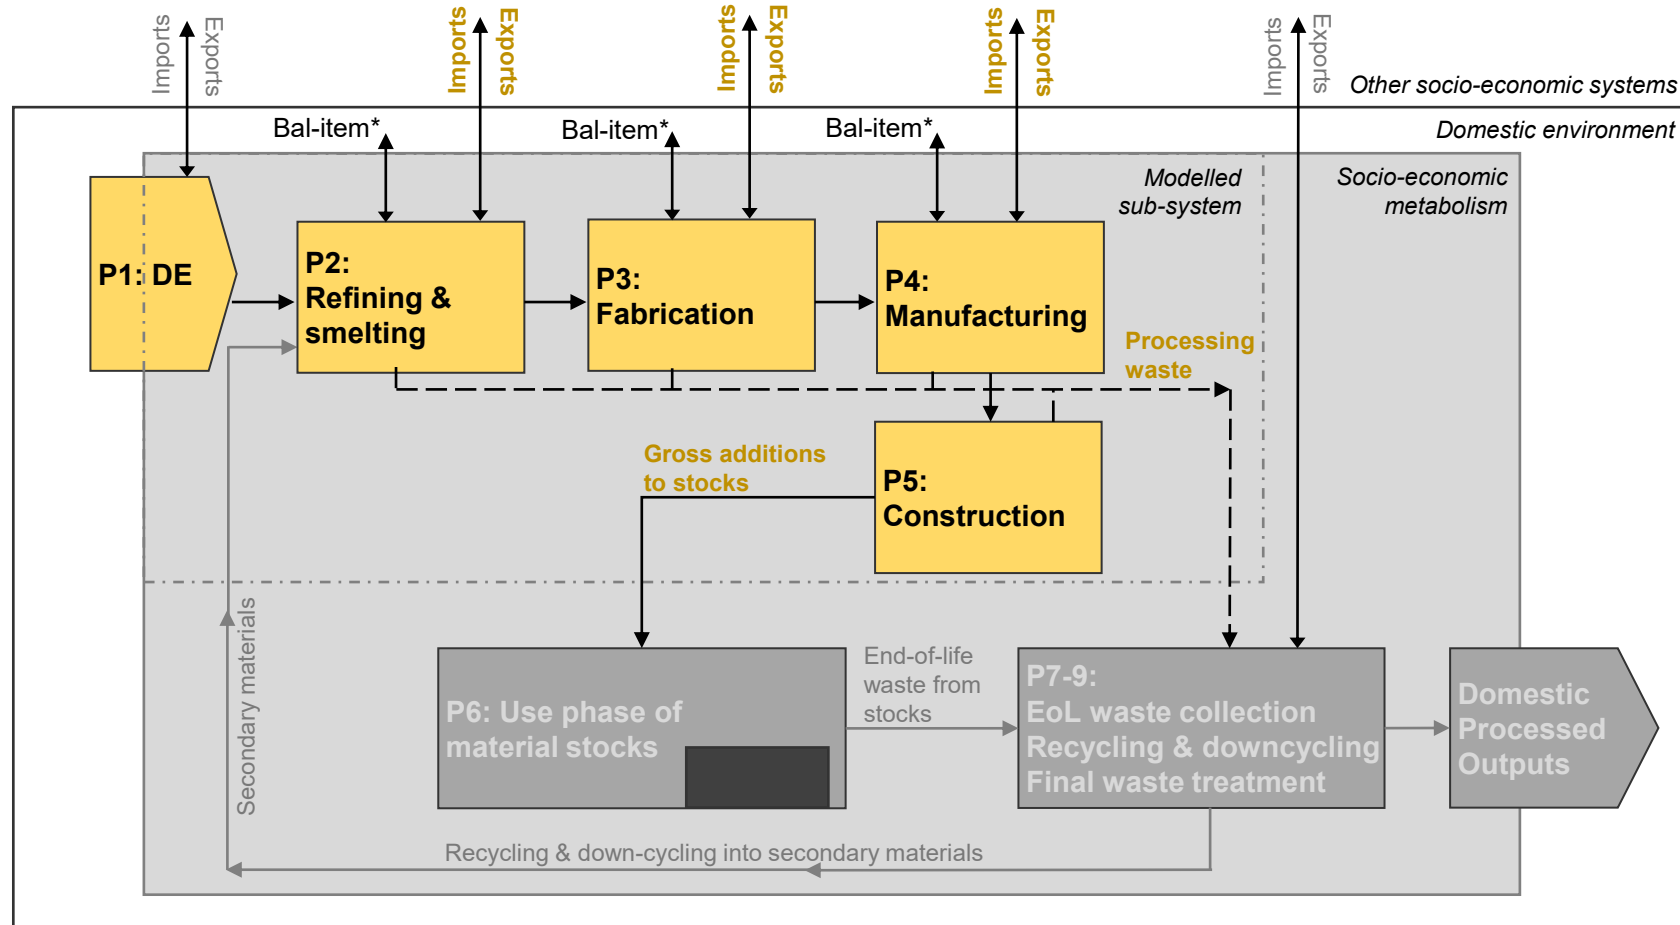 Imports
Exports
Imports
Exports
Imports
Exports
Imports
Exports
Imports
Exports
Other socio-economic systems
Domestic environment
Bal-item*
Bal-item*
Bal-item*
Modelled
sub-system
Socio-economic
metabolism
P1: DE
P2:
Refining &
smelting
P3:
Fabrication
P4:
Manufacturing
Processing
waste
Gross additions
to stocks
P5:
Construction
Secondary materials
P6: Use phase of
material stocks
End-of-life
waste from
stocks
P7-9:
EoL waste collection
Recycling & downcycling
Final waste treatment
Domestic
Processed
Outputs
Recycling & down-cycling into secondary materials